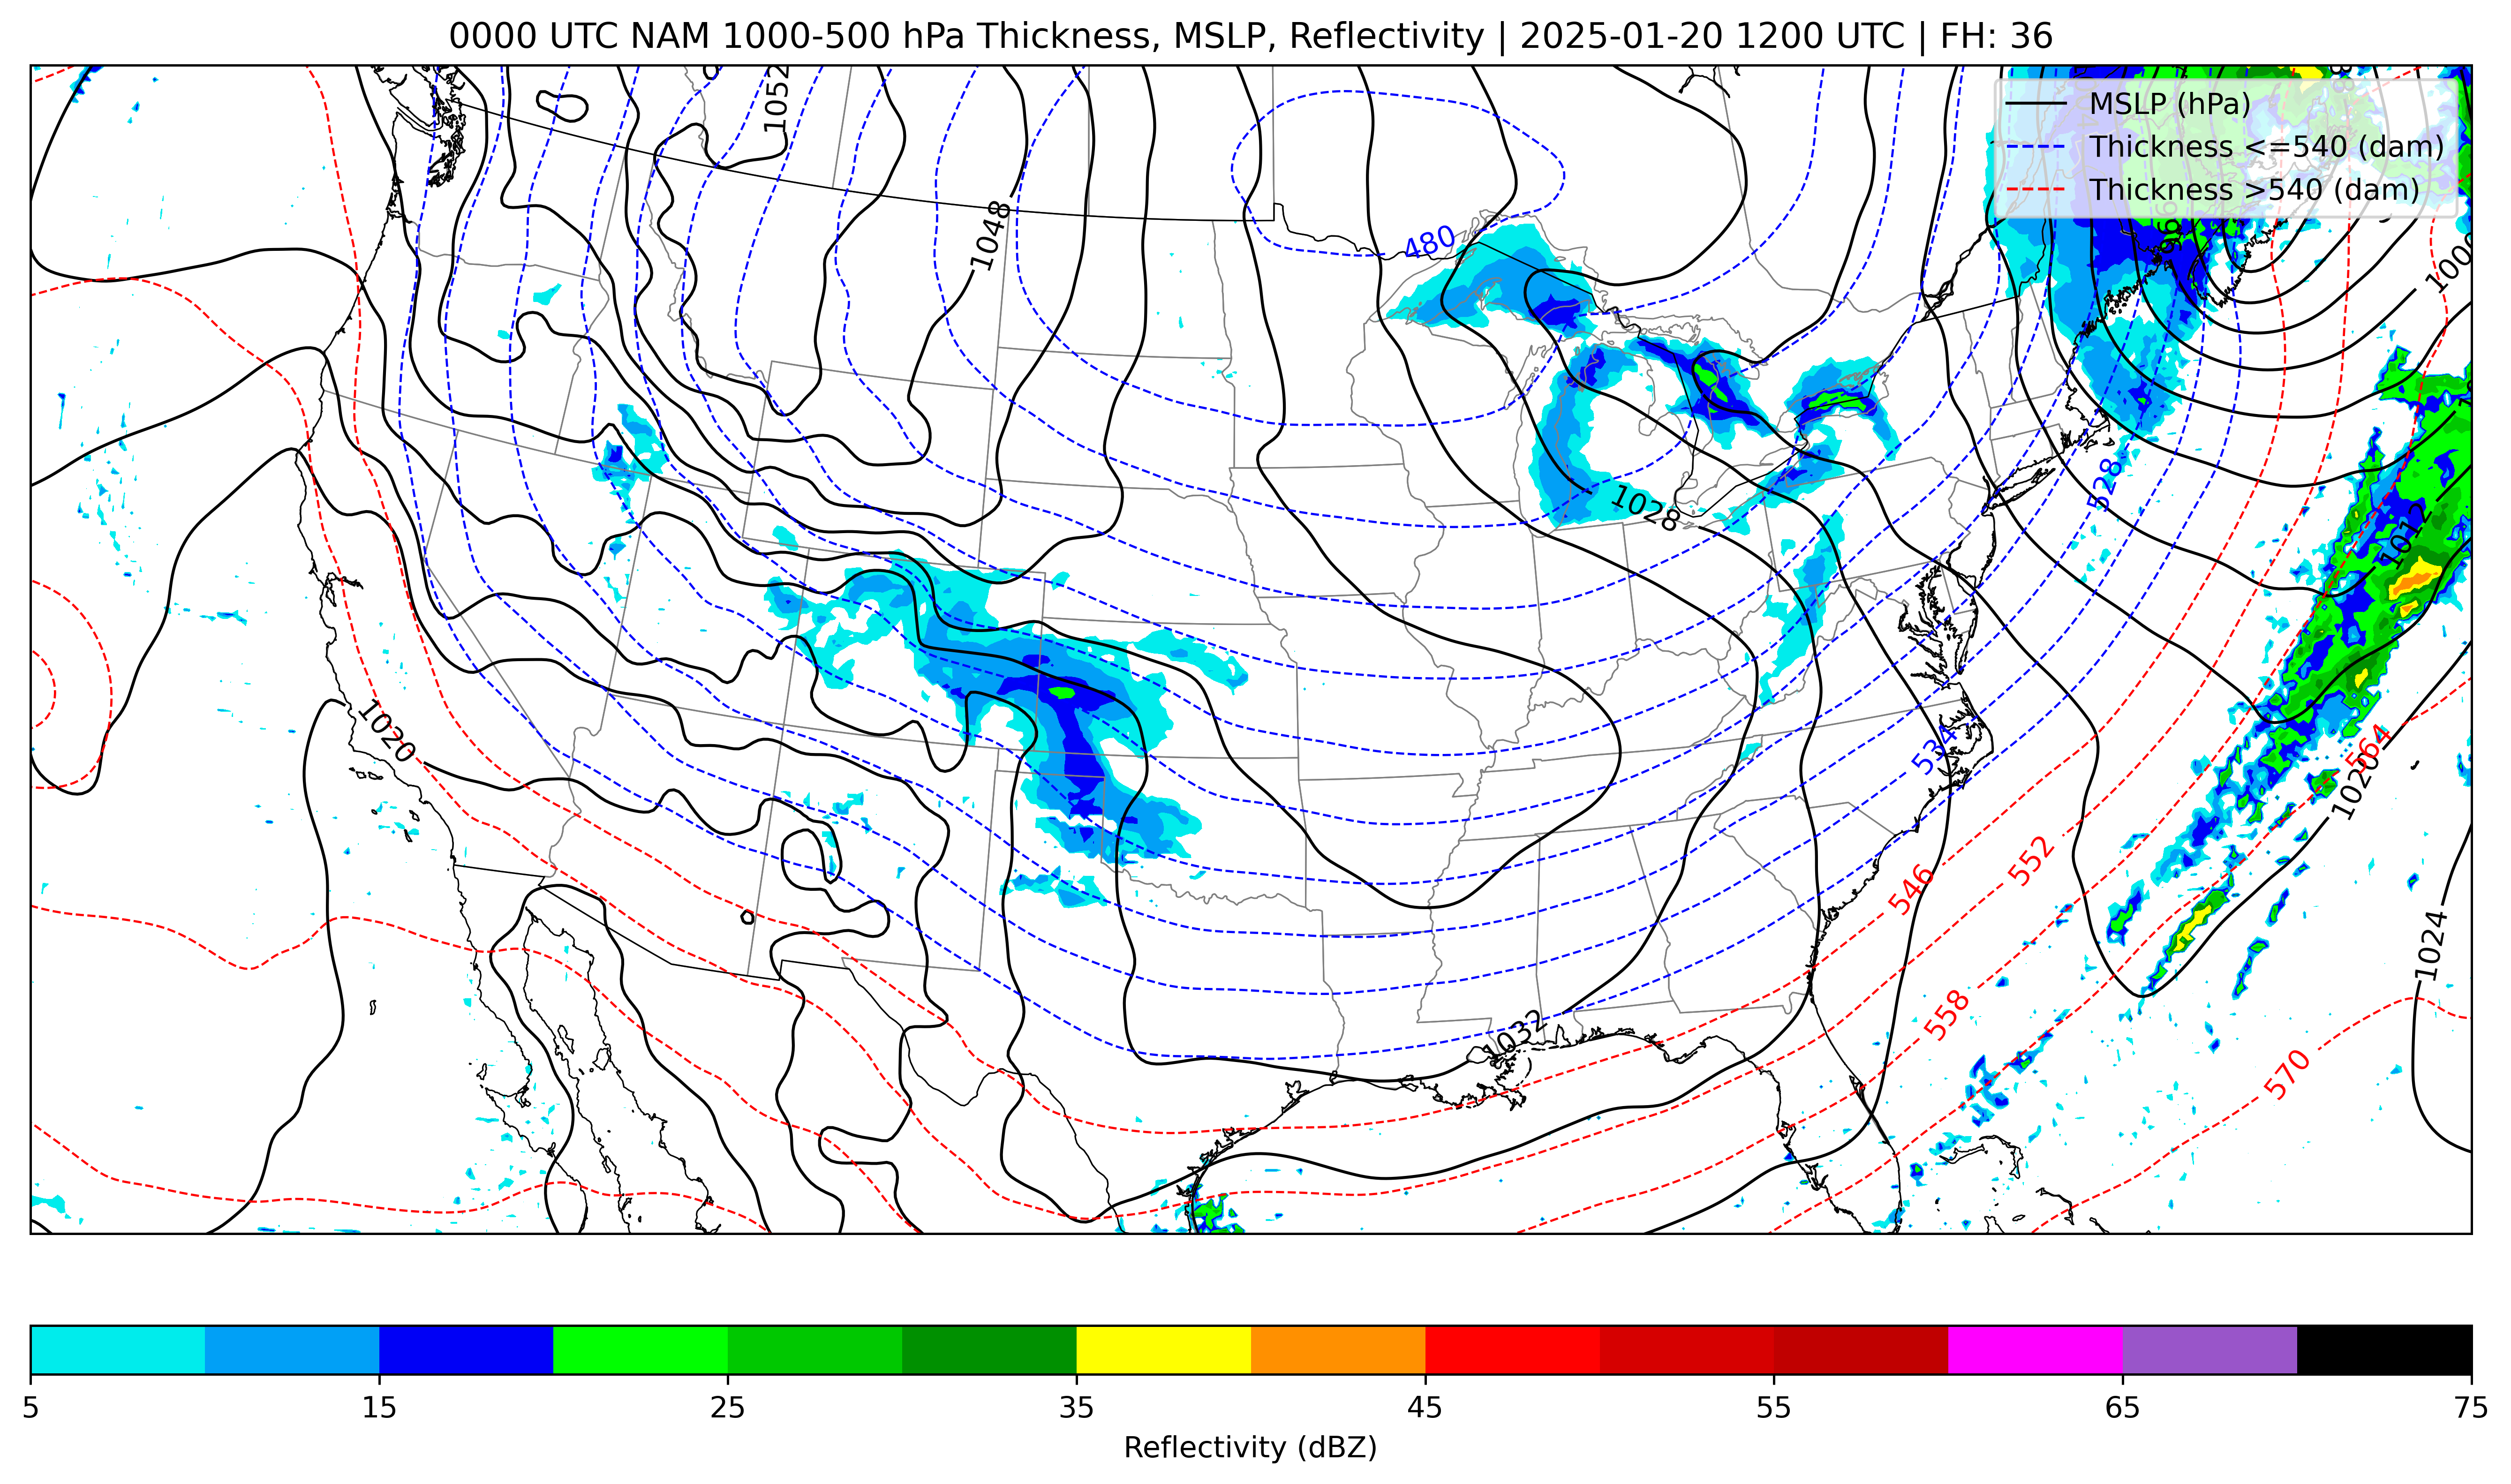 0000 UTC NAM 1000-500 hPa Thickness, MSLP, Reflectivity | 2025-01-20 1200 UTC | FH: 36
MSLP (hPa)
Thickness <=540 (dam)
Thickness >540 (dam)
1052
1048
480
1028
528
1012
1020
534
564
1020
546
552
1024
558
1032
570
5 15 25 35 45 55 65 75
Reflectivity (dBZ)